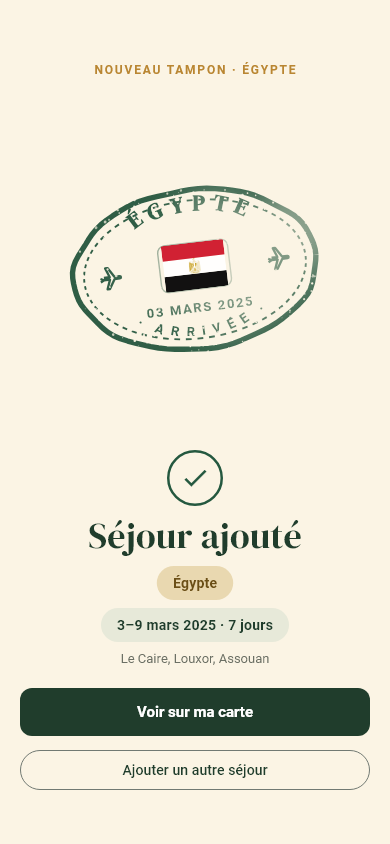 NOUVEAU TAMPON · ÉGYPTE
ÉGYPTE
03 MARS 2025
· ARRIVÉE ·
Séjour ajouté
Égypte
3–9 mars 2025 · 7 jours
Le Caire, Louxor, Assouan
Voir sur ma carte
Ajouter un autre séjour